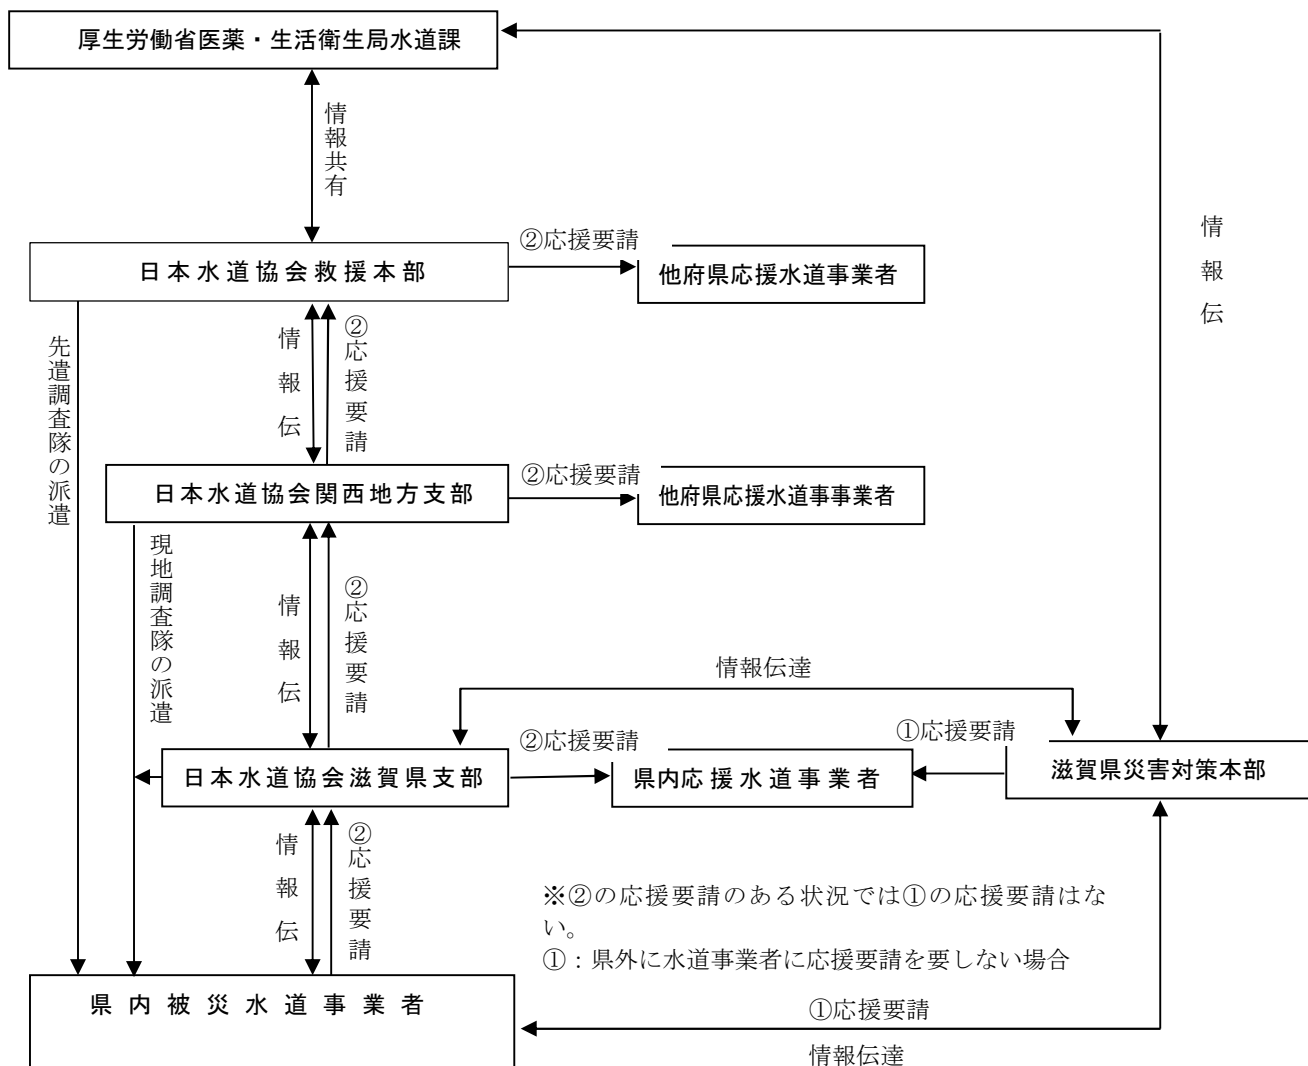 厚生労働省医薬・生活衛生局水道課
情報共有
情報伝
②応援要請
日本水道協会救援本部
他府県応援水道事業者
先遣調査隊の派遣
情報伝
②応援要請
②応援要請
日本水道協会関西地方支部
他府県応援水道事事業者
現地調査隊の派遣
情報伝
②応援要請
情報伝達
②応援要請
①応援要請
日本水道協会滋賀県支部
県内応援水道事業者
滋賀県災害対策本部
情報伝
②応援要請
※②の応援要請のある状況では①の応援要請はな
い。
①：県外に水道事業者に応援要請を要しない場合
県内被災水道事業者
①応援要請
情報伝達